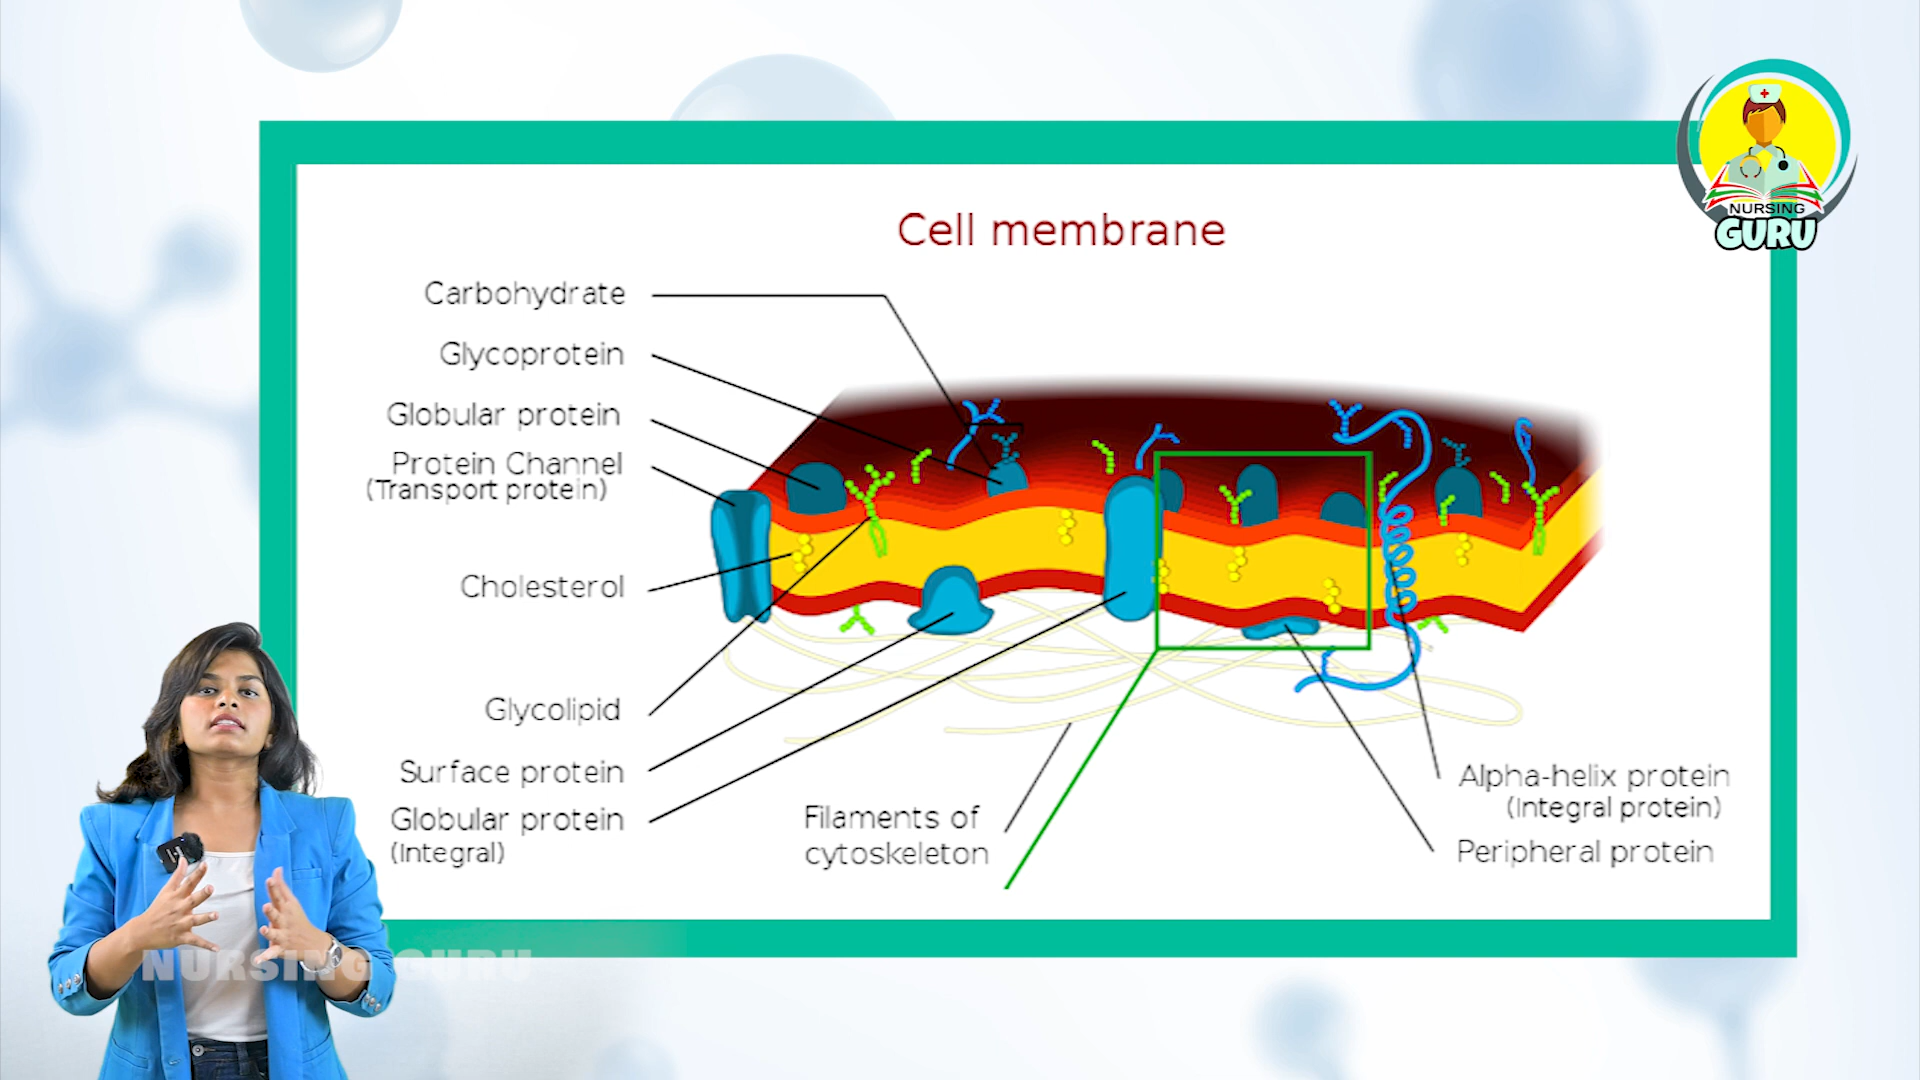 NURSING
GURU
Cell membrane
Carbohydrate
Glycoprotein
Globular protein
Protein Channel
(Transport protein)
Cholesterol
Glycolipid
Surface protein
Globular protein
(Integral)
Filaments of
cytoskeleton
Alpha-helix protein
(Integral protein)
Peripheral protein
NURSING GURU